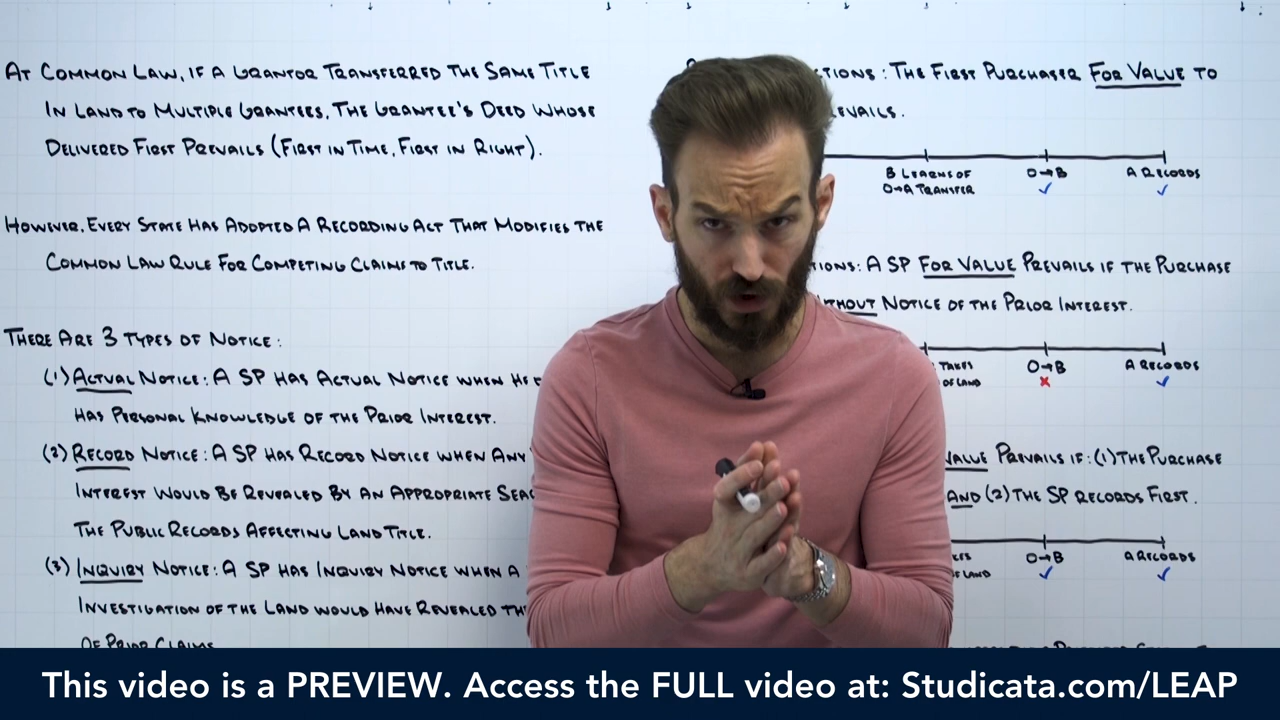 AT COMMON LAW, IF A GRANTOR TRANSFERRED THE SAME TITLE
IN LAND TO MULTIPLE GRANTEES, THE GRANTEE'S DEED WHOSE
DELIVERED FIRST PREVAILS (FIRST IN TIME, FIRST IN RIGHT).
HOWEVER, EVERY STATE HAS ADOPTED A RECORDING ACT THAT MODIFIES THE
COMMON LAW RULE FOR COMPETING CLAIMS TO TITLE.
THERE ARE 3 TYPES OF NOTICE:
(1) ACTUAL NOTICE: A SP HAS ACTUAL NOTICE WHEN HE
HAS PERSONAL KNOWLEDGE OF THE PRIOR INTEREST.
(2) RECORD NOTICE: A SP HAS RECORD NOTICE WHEN ANY
INTEREST WOULD BE REVEALED BY AN APPROPRIATE
THE PUBLIC RECORDS AFFECTING LAND TITLE.
(3) INQUIRY NOTICE: A SP HAS INQUIRY NOTICE WHEN A
INVESTIGATION OF THE LAND WOULD HAVE REVEALED
OF PRIOR CLAIMS
: THE FIRST PURCHASER FOR VALUE TO
B LEARNS OF O→A TRANSFER
O→B ✓
A RECORDS ✓
: A SP FOR VALUE PREVAILS IF THE PURCHASE
NOTICE OF THE PRIOR INTEREST.
TAKES
OF LAND
O→B ✗
A RECORDS ✓
PREVAILS IF: (1) THE PURCHASE
AND (2) THE SP RECORDS FIRST.
LAND
O→B ✓
A RECORDS ✓
This video is a PREVIEW. Access the FULL video at: Studicata.com/LEAP